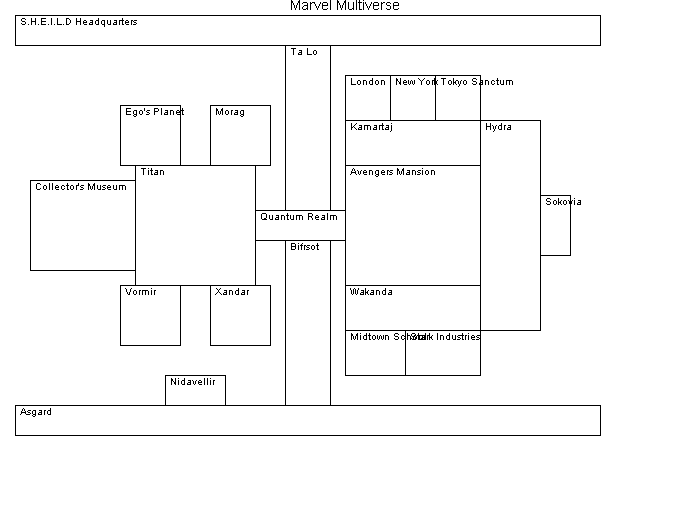 Marvel Multiverse
S.H.E.I.L.D Headquarters
Ta Lo
London New York Tokyo Sanctum
Ego's Planet Morag
Kamartaj Hydra
Titan Avengers Mansion
Collector's Museum
Sokovia
Quantum Realm
Bifrsot
Vormir Xandar Wakanda
Midtown School Stark Industries
Nidavellir
Asgard